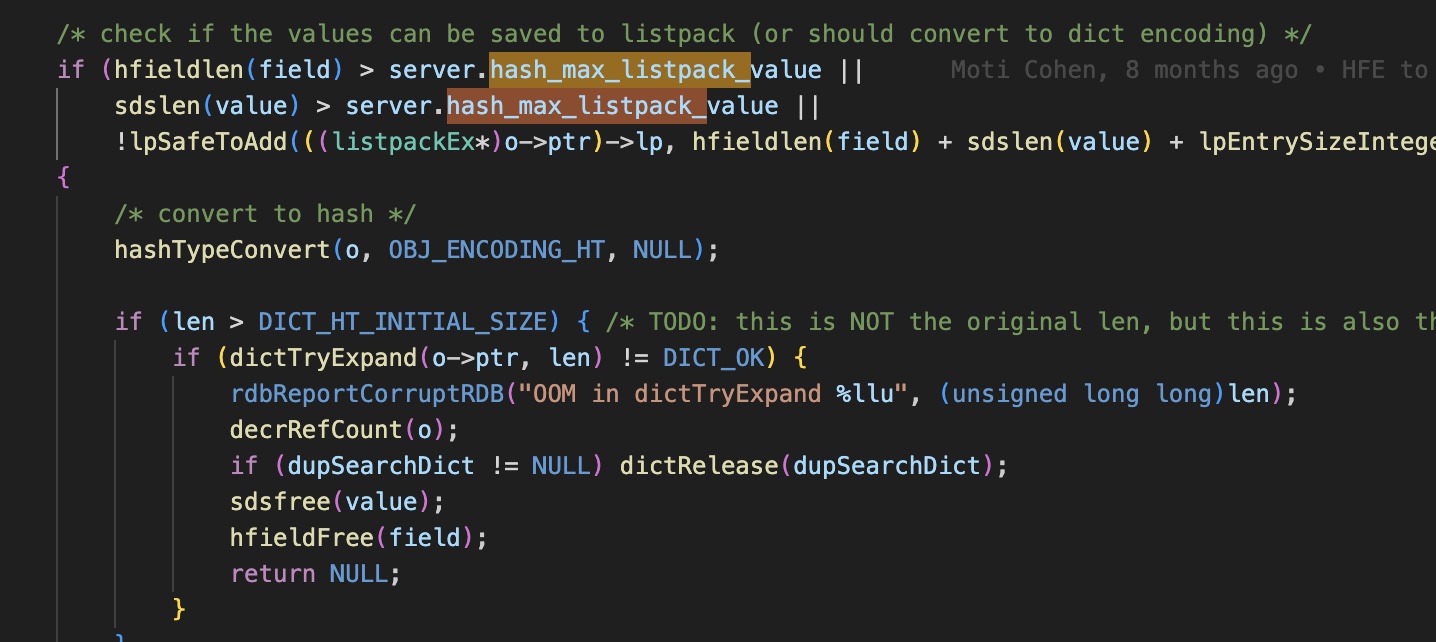 /* check if the values can be saved to listpack (or should convert to dict encoding) */
if (hfieldlen(field) > server.hash_max_listpack_value || Moti Cohen, 8 months ago • HFE to
sdslen(value) > server.hash_max_listpack_value ||
!lpSafeToAdd(((listpackEx*)o->ptr)->lp, hfieldlen(field) + sdslen(value) + lpEntrySizeIntege
{
/* convert to hash */
hashTypeConvert(o, OBJ_ENCODING_HT, NULL);
if (len > DICT_HT_INITIAL_SIZE) { /* TODO: this is NOT the original len, but this is also th
if (dictTryExpand(o->ptr, len) != DICT_OK) {
rdbReportCorruptRDB("OOM in dictTryExpand %llu", (unsigned long long)len);
decrRefCount(o);
if (dupSearchDict != NULL) dictRelease(dupSearchDict);
sdsfree(value);
hfieldFree(field);
return NULL;
}
}